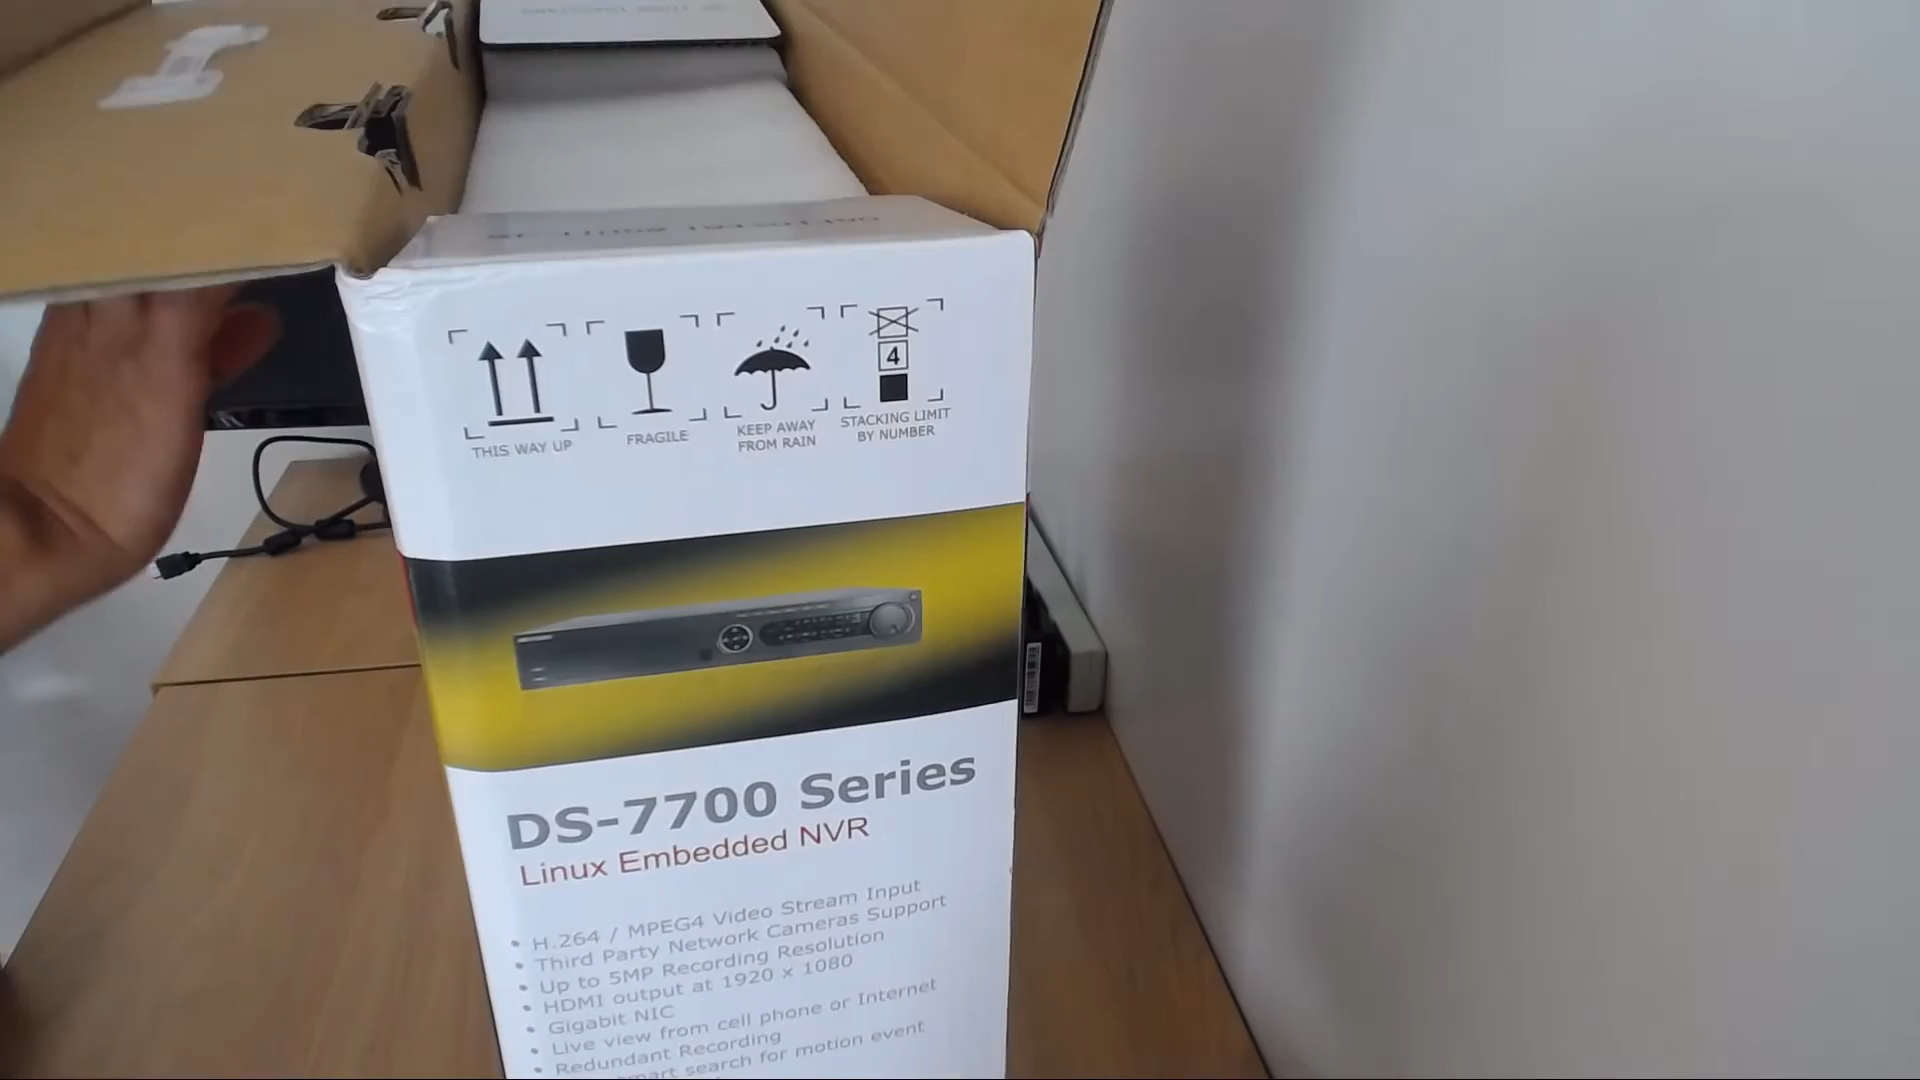 4
THIS WAY UP
FRAGILE
KEEP AWAY
FROM RAIN
STACKING LIMIT
BY NUMBER
DS-7700 Series
Linux Embedded NVR
• H.264 / MPEG4 Video Stream Input
• Third Party Network Cameras Support
• Up to 5MP Recording Resolution
• HDMI output at 1920 x 1080
• Gigabit NIC
• Live view from cell phone or Internet
• Redundant Recording
search for motion event